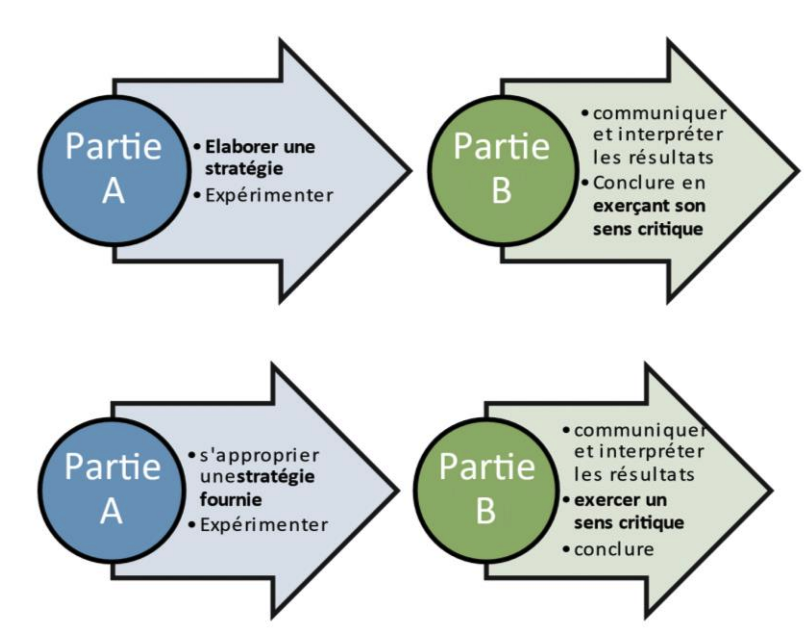 Partie
A
• Elaborer une
stratégie
• Expérimenter
Partie
B
• communiquer
et interpréter
les résultats
• Conclure en
exerçant son
sens critique
Partie
A
• s'approprier
unestratégie
fournie
• Expérimenter
Partie
B
• communiquer
et interpréter
les résultats
• exercer un
sens critique
• conclure